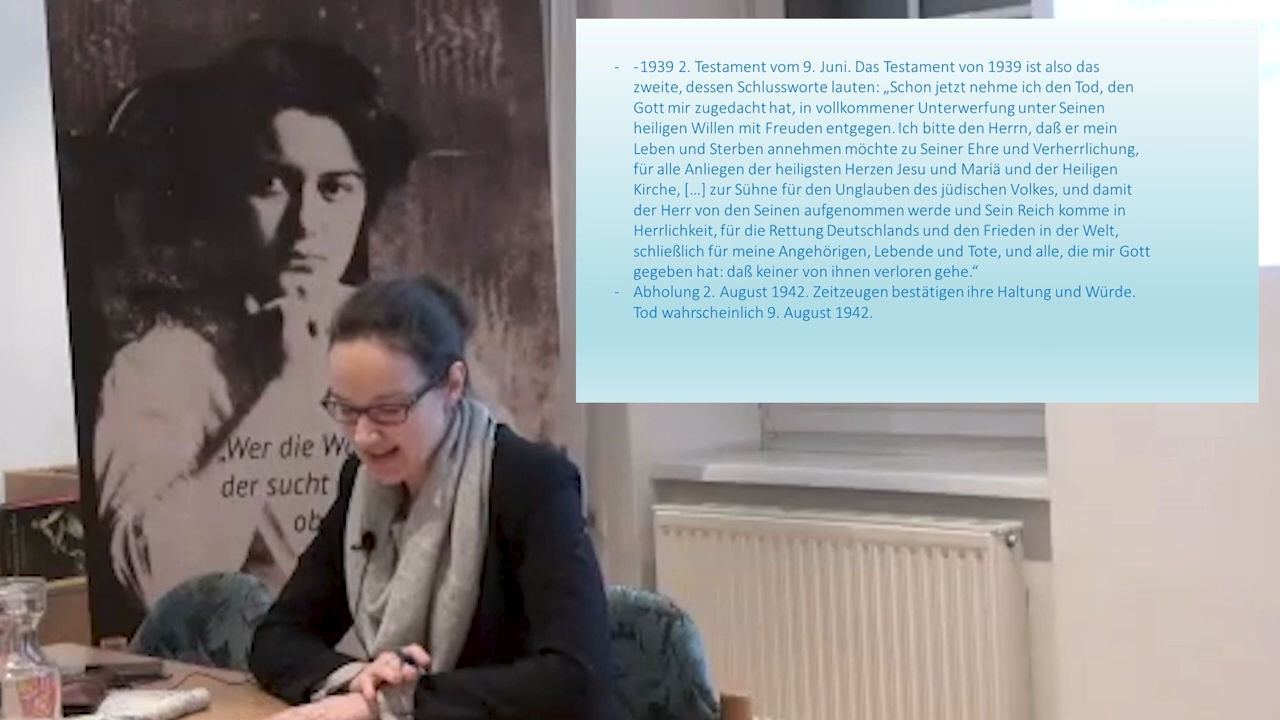 - -1939 2. Testament vom 9. Juni. Das Testament von 1939 ist also das
zweite, dessen Schlussworte lauten: „Schon jetzt nehme ich den Tod, den
Gott mir zugedacht hat, in vollkommener Unterwerfung unter Seinen
heiligen Willen mit Freuden entgegen. Ich bitte den Herrn, daß er mein
Leben und Sterben annehmen möchte zu Seiner Ehre und Verherrlichung,
für alle Anliegen der heiligsten Herzen Jesu und Mariä und der Heiligen
Kirche, [...] zur Sühne für den Unglauben des jüdischen Volkes, und damit
der Herr von den Seinen aufgenommen werde und Sein Reich komme in
Herrlichkeit, für die Rettung Deutschlands und den Frieden in der Welt,
schließlich für meine Angehörigen, Lebende und Tote, und alle, die mir Gott
gegeben hat: daß keiner von ihnen verloren gehe.“
- Abholung 2. August 1942. Zeitzeugen bestätigen ihre Haltung und Würde.
Tod wahrscheinlich 9. August 1942.
„Wer die
der sucht